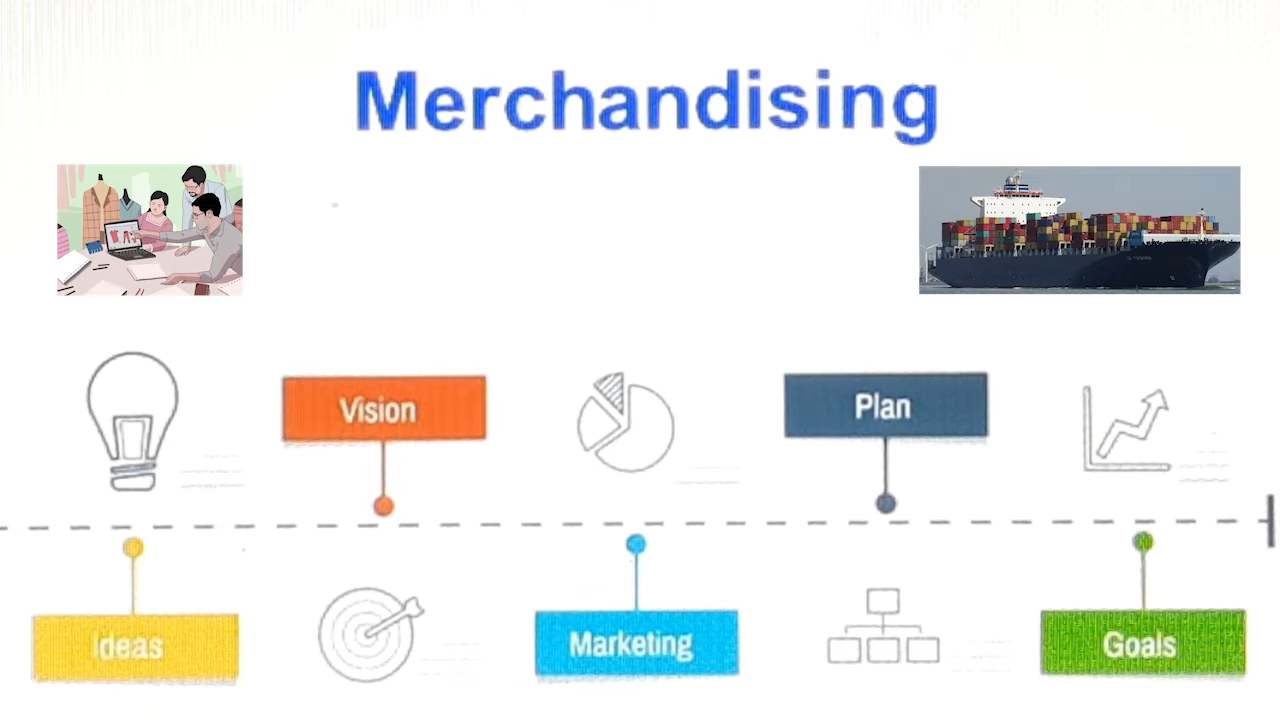 Merchandising
Vision
Plan
Ideas
Marketing
Goals